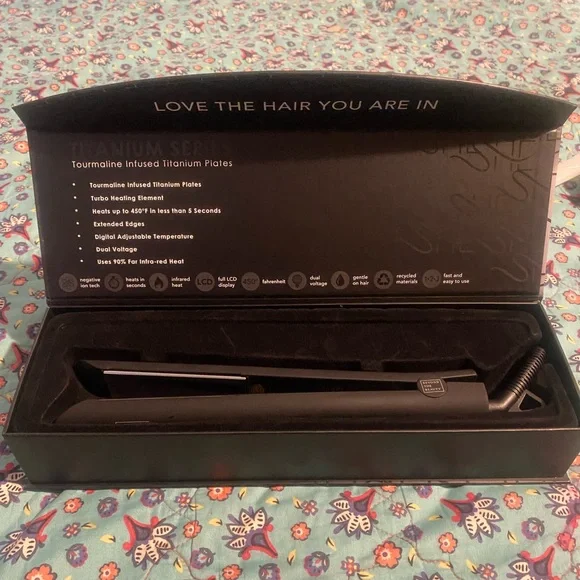 LOVE THE HAIR YOU ARE IN
TITANIUM SERIES
Tourmaline Infused Titanium Plates
• Tourmaline Infused Titanium Plates
• Turbo Heating Element
• Heats up to 450°F in less than 5 Seconds
• Extended Edges
• Digital Adjustable Temperature
• Dual Voltage
• Uses 90% Far Infra-red Heat
negative ion tech
heats in seconds
infrared heat
LCD full LCD display
450° fahrenheit
dual voltage
gentle on hair
recycled materials
fast and easy to use